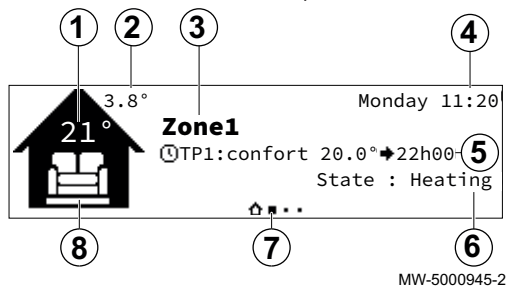 1 2 3 4
3.8° Monday 11:20
21° Zone1
TP1:confort 20.0°➔22h00 5
State : Heating
8 7 6
MW-5000945-2